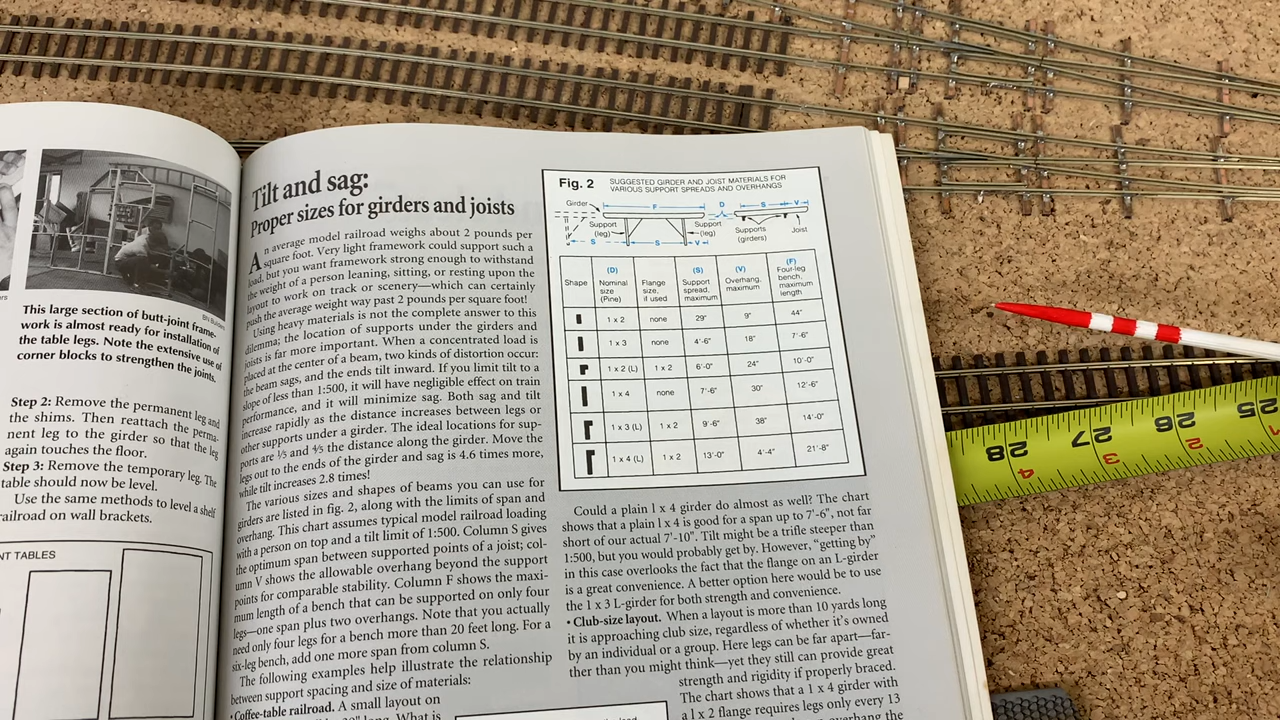 ers
Bill Butler
This large section of butt-joint frame-
work is almost ready for installation of
the table legs. Note the extensive use of
corner blocks to strengthen the joints.
Step 2: Remove the permanent leg and
the shims. Then reattach the perma-
nent leg to the girder so that the leg
again touches the floor.
Step 3: Remove the temporary leg. The
table should now be level.
Use the same methods to level a shelf
railroad on wall brackets.
NT TABLES
Tilt and sag:
Proper sizes for girders and joists
An average model railroad weighs about 2 pounds per
square foot. Very light framework could support such a
load, but you want framework strong enough to withstand
the weight of a person leaning, sitting, or resting upon the
layout to work on track or scenery—which can certainly
push the average weight way past 2 pounds per square foot!
Using heavy materials is not the complete answer to this
dilemma; the location of supports under the girders and
joists is far more important. When a concentrated load is
placed at the center of a beam, two kinds of distortion occur:
the beam sags, and the ends tilt inward. If you limit tilt to a
slope of less than 1:500, it will have negligible effect on train
performance, and it will minimize sag. Both sag and tilt
increase rapidly as the distance increases between legs or
other supports under a girder. The ideal locations for sup-
ports are 1/5 and 4/5 the distance along the girder. Move the
legs out to the ends of the girder and sag is 4.6 times more,
while tilt increases 2.8 times!
The various sizes and shapes of beams you can use for
girders are listed in fig. 2, along with the limits of span and
overhang. This chart assumes typical model railroad loading
with a person on top and a tilt limit of 1:500. Column S gives
the optimum span between supported points of a joist; col-
umn V shows the allowable overhang beyond the support
points for comparable stability. Column F shows the maxi-
mum length of a bench that can be supported on only four
legs—one span plus two overhangs. Note that you actually
need only four legs for a bench more than 20 feet long. For a
six-leg bench, add one more span from column S.
The following examples help illustrate the relationship
between support spacing and size of materials:
• Coffee-table railroad. A small layout on
long. What is
Fig. 2 SUGGESTED GIRDER AND JOIST MATERIALS FOR
VARIOUS SUPPORT SPREADS AND OVERHANGS
Girder F D S V
Support (leg) Support (leg) Supports (girders) Joist
S S V
Shape (D) Nominal size (Pine) Flange size, if used (S) Support spread, maximum (V) Overhang, maximum (F) Four-leg bench, maximum length
1 x 2 none 29" 9" 44"
1 x 3 none 4'-6" 18" 7'-6"
1 x 2 (L) 1 x 2 6'-0" 24" 10'-0"
1 x 4 none 7'-6" 30" 12'-6"
1 x 3 (L) 1 x 2 9'-6" 38" 14'-0"
1 x 4 (L) 1 x 2 13'-0" 4'-4" 21'-8"
Could a plain 1 x 4 girder do almost as well? The chart
shows that a plain 1 x 4 is good for a span up to 7'-6", not far
short of our actual 7'-10". Tilt might be a trifle steeper than
1:500, but you would probably get by. However, "getting by"
in this case overlooks the fact that the flange on an L-girder
is a great convenience. A better option here would be to use
the 1 x 3 L-girder for both strength and convenience.
• Club-size layout. When a layout is more than 10 yards long
it is approaching club size, regardless of whether it's owned
by an individual or a group. Here legs can be far apart—far-
ther than you might think—yet they still can provide great
strength and rigidity if properly braced.
The chart shows that a 1 x 4 girder with
a 1 x 2 flange requires legs only every 13
overhang the
28 27 26 25
4 3 2 1